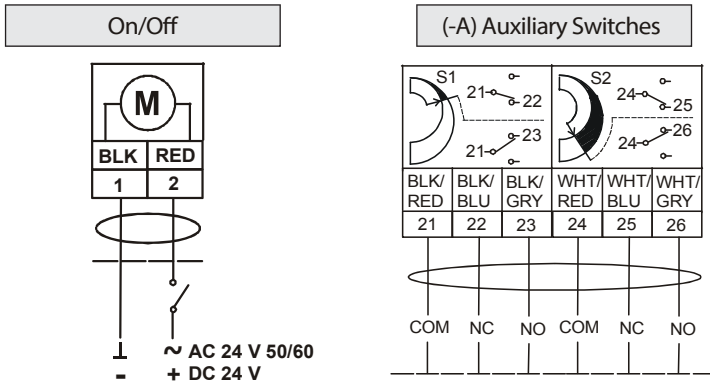 On/Off
M
BLK RED
1 2
~ AC 24 V 50/60
- + DC 24 V
(-A) Auxiliary Switches
S1 S2
21 22 24 25
21 23 24 26
BLK/ BLK/ BLK/ WHT/ WHT/ WHT/
RED BLU GRY RED BLU GRY
21 22 23 24 25 26
COM NC NO COM NC NO